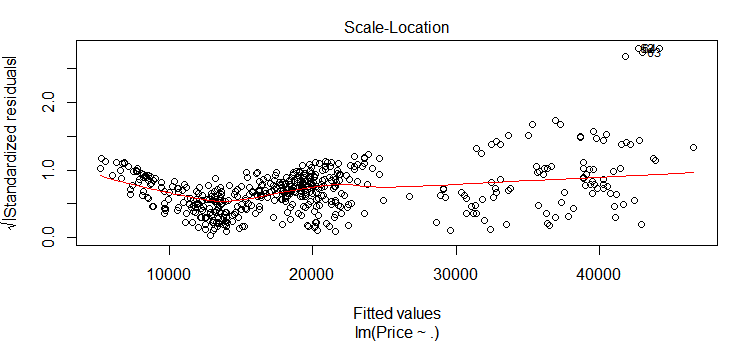 Scale-Location
√|Standardized residuals|
2.0
1.0
0.0
10000 20000 30000 40000
Fitted values
lm(Price ~ .)